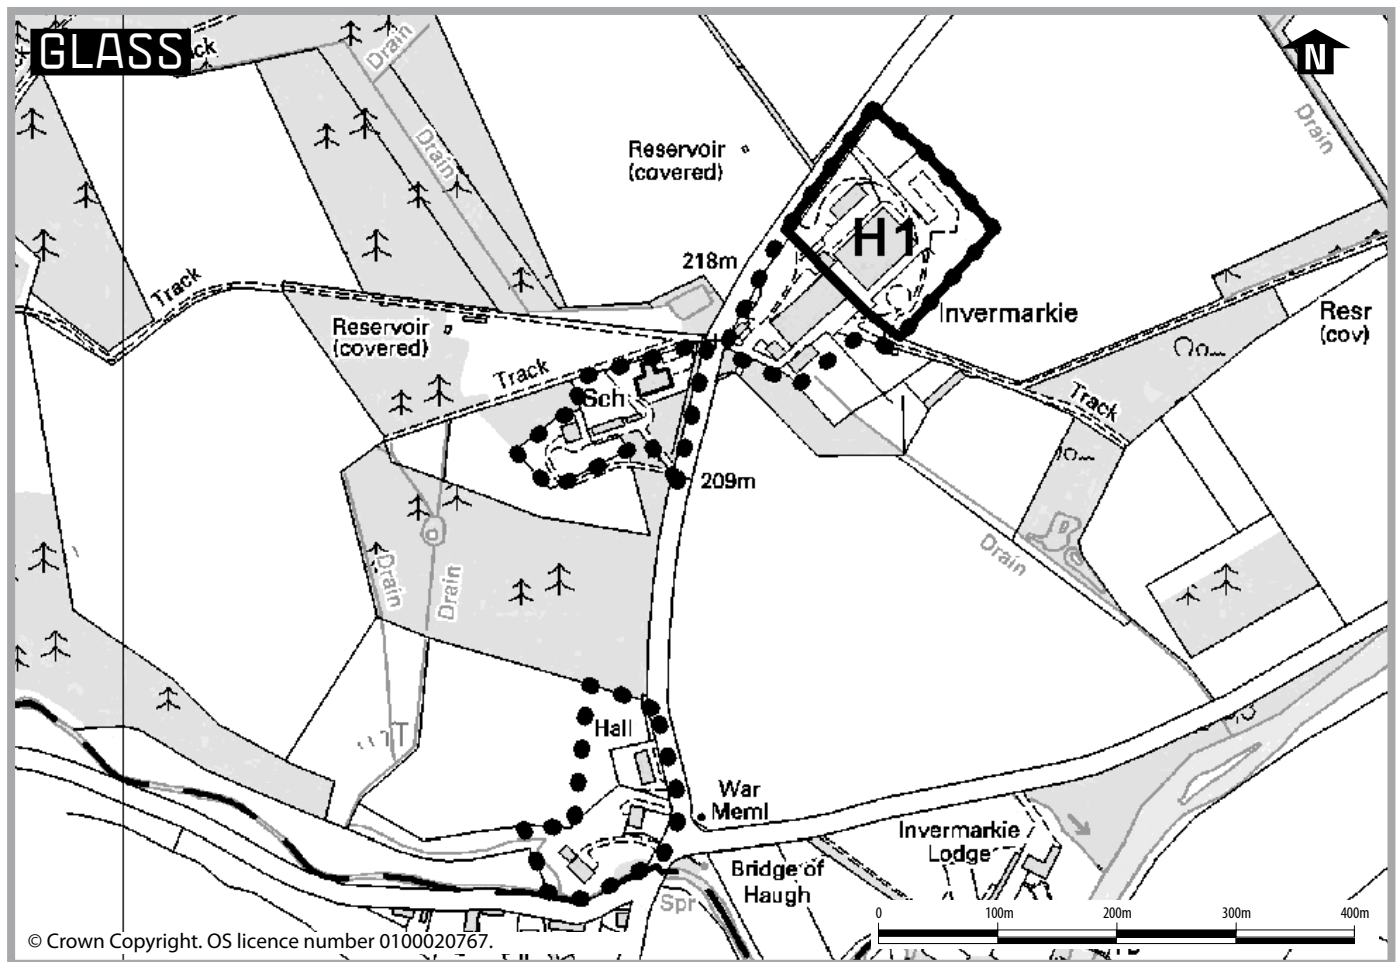 GLASS
ck
Drain
N
Drain
Drain
Reservoir
(covered)
H1
218m
Track
Invermarkie
Reservoir
(covered)
Resr
(cov)
Track
Track
Sch
209m
Drain
Drain
Drain
Hall
War
Meml
Invermarkie
Lodge
Bridge of
Haugh
Spr
0 100m 200m 300m 400m
© Crown Copyright. OS licence number 0100020767.